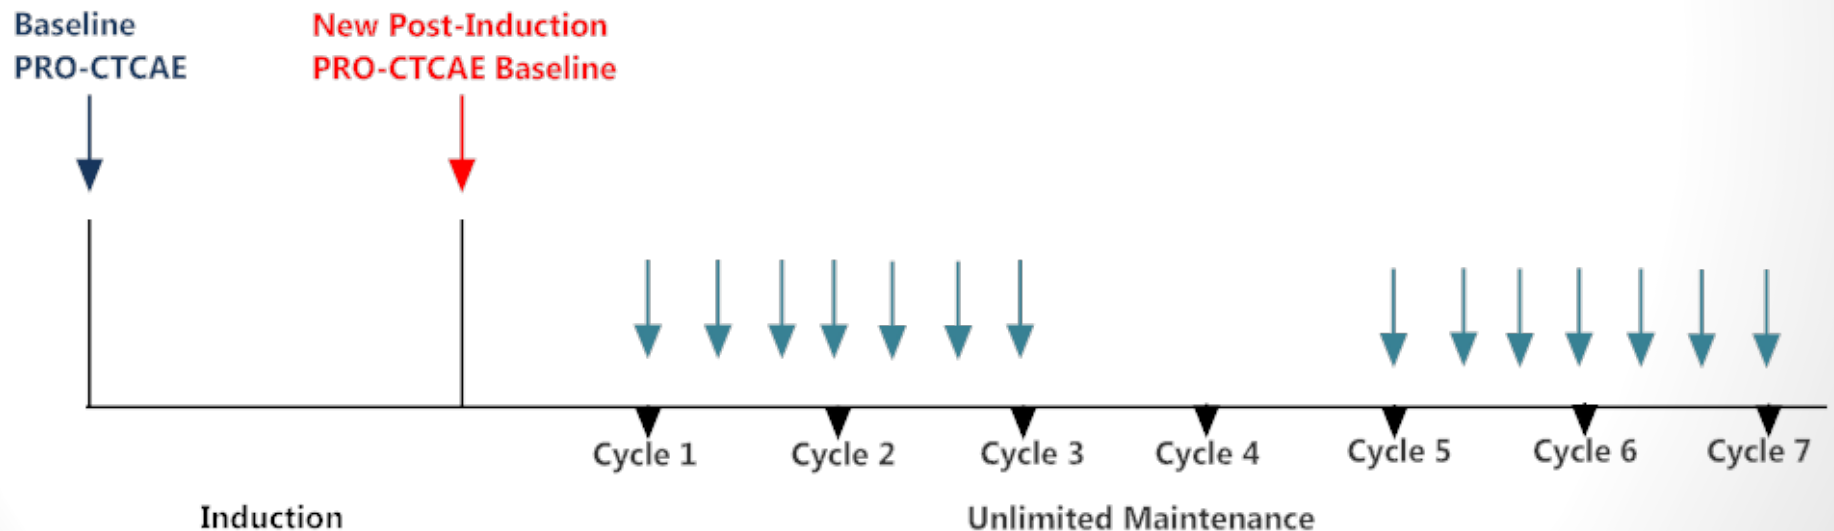 Baseline
PRO-CTCAE
New Post-Induction
PRO-CTCAE Baseline
Cycle 1
Cycle 2
Cycle 3
Cycle 4
Cycle 5
Cycle 6
Cycle 7
Induction
Unlimited Maintenance